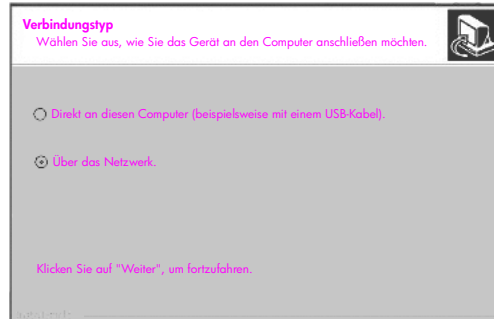 Verbindungstyp
Wählen Sie aus, wie Sie das Gerät an den Computer anschließen möchten.
Direkt an diesen Computer (beispielsweise mit einem USB-Kabel).
Über das Netzwerk.
Klicken Sie auf "Weiter", um fortzufahren.